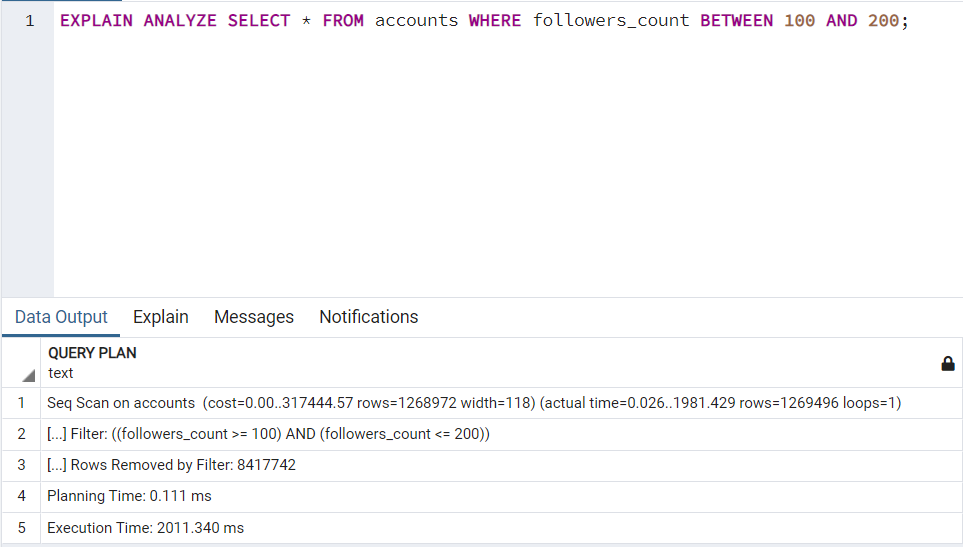 1 EXPLAIN ANALYZE SELECT * FROM accounts WHERE followers_count BETWEEN 100 AND 200;
Data Output Explain Messages Notifications
QUERY PLAN
text
1 Seq Scan on accounts (cost=0.00..317444.57 rows=1268972 width=118) (actual time=0.026..1981.429 rows=1269496 loops=1)
2 [...] Filter: ((followers_count >= 100) AND (followers_count <= 200))
3 [...] Rows Removed by Filter: 8417742
4 Planning Time: 0.111 ms
5 Execution Time: 2011.340 ms